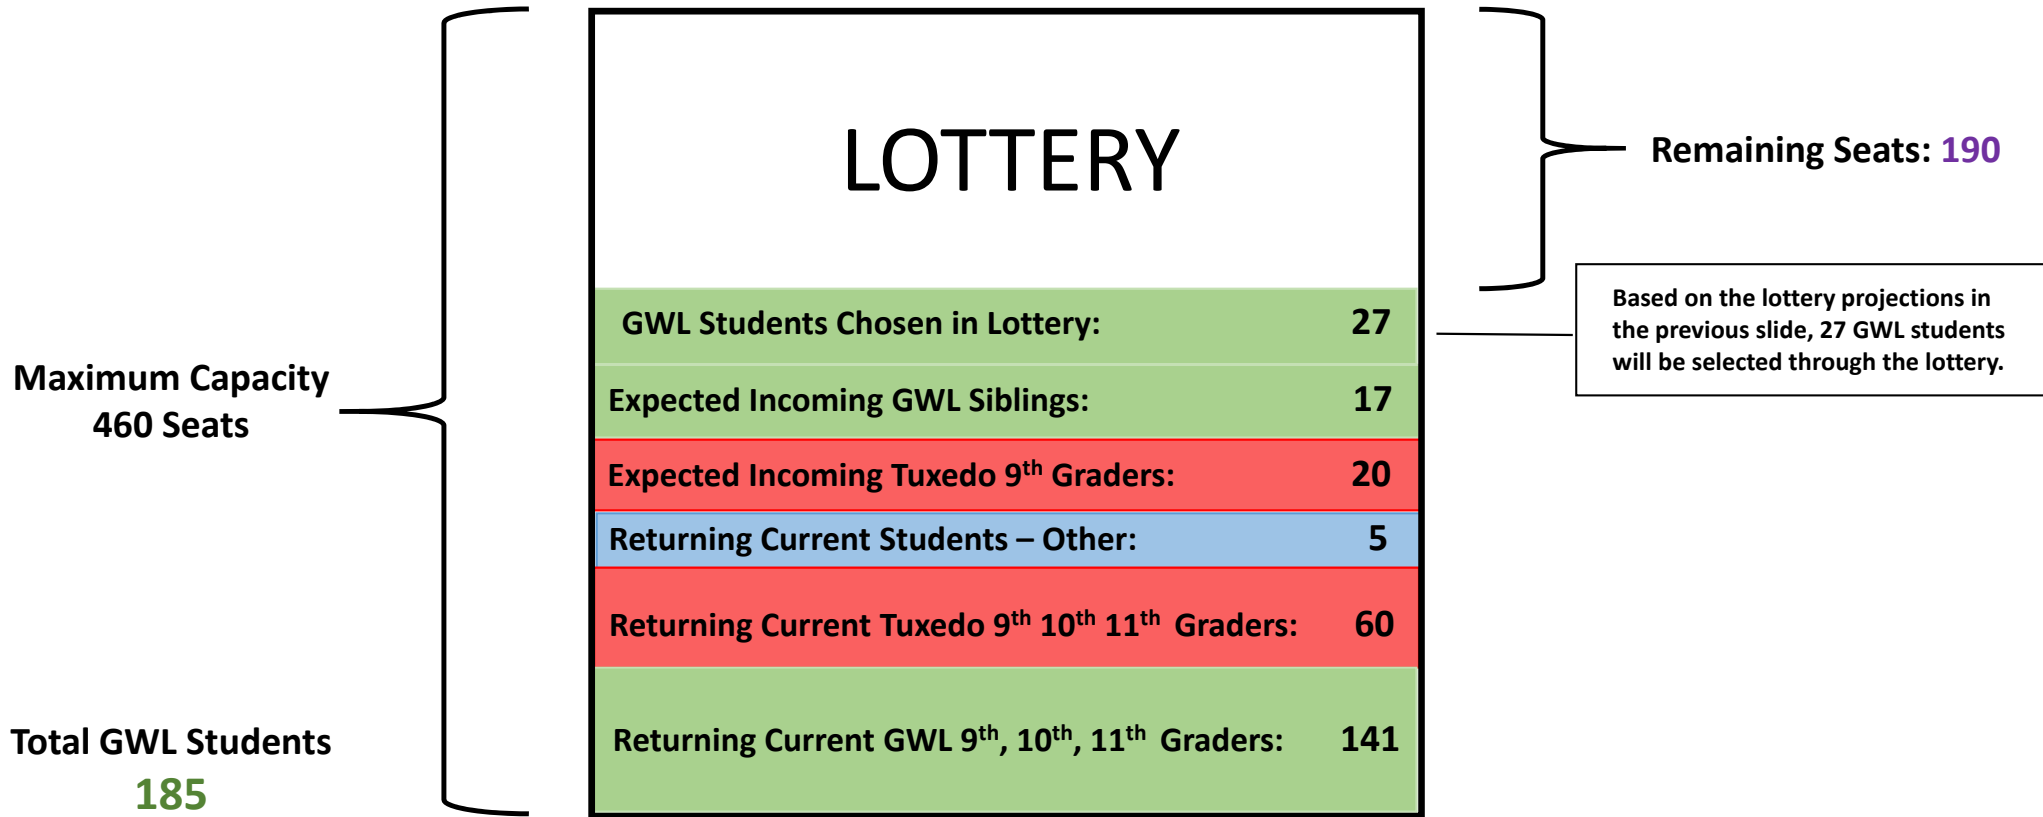 LOTTERY
Remaining Seats: 190
GWL Students Chosen in Lottery: 27
Based on the lottery projections in
the previous slide, 27 GWL students
will be selected through the lottery.
Maximum Capacity
460 Seats
Expected Incoming GWL Siblings: 17
Expected Incoming Tuxedo 9th Graders: 20
Returning Current Students – Other: 5
Returning Current Tuxedo 9th 10th 11th Graders: 60
Returning Current GWL 9th, 10th, 11th Graders: 141
Total GWL Students
185